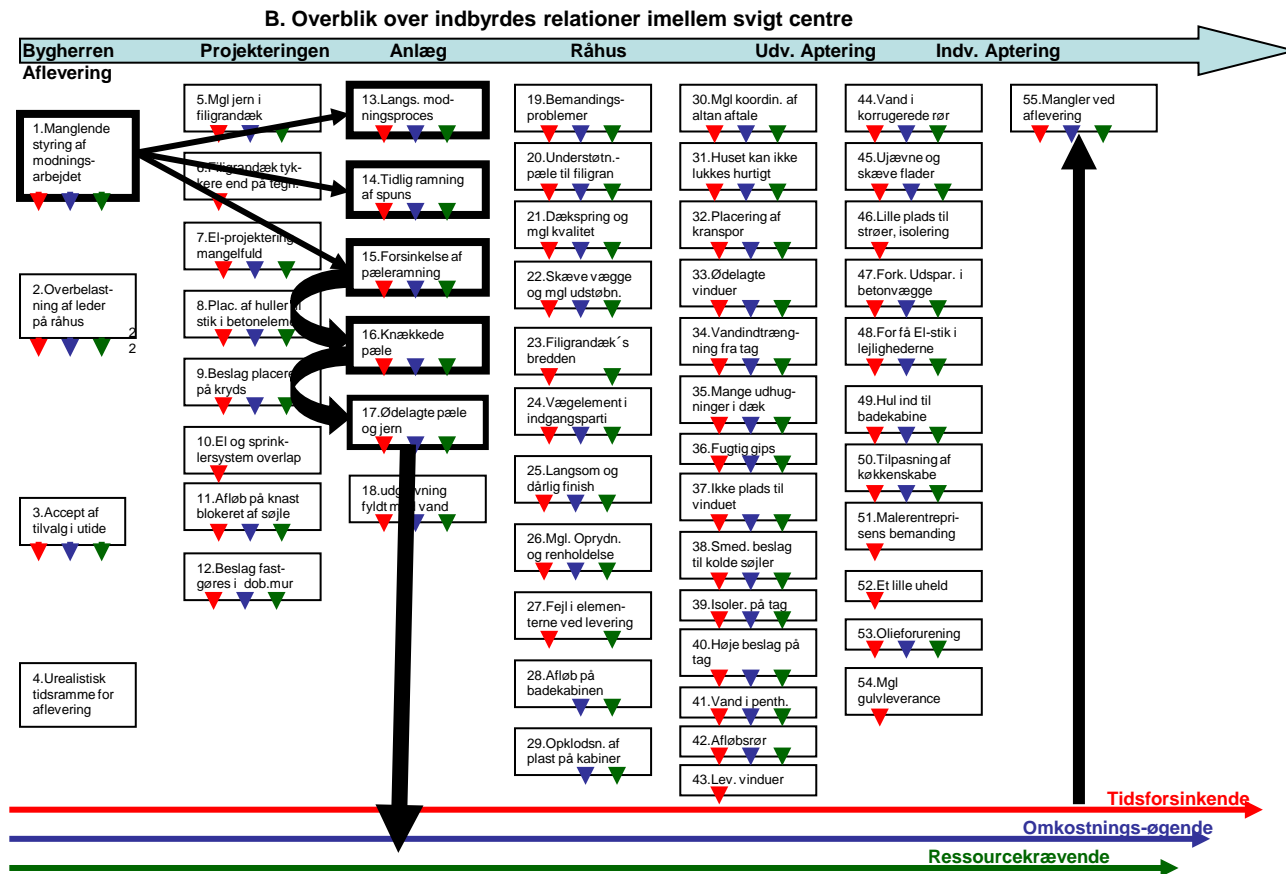 B. Overblik over indbyrdes relationer imellem svigt centre
Bygherren
Projekteringen
Anlæg
Råhus
Udv. Aptering
Indv. Aptering
Aflevering
1.Manglende
styring af
modnings-
arbejdet
2.Overbelast-
ning af leder
på råhus
2
2
3.Accept af
tilvalg i utide
4.Urealistisk
tidsramme for
aflevering
5.Mgl jern i
filigrandæk
6.Filigrandæk tyk-
kere end på tegn.
7.El-projektering
mangelfuld
8.Plac. af huller til
stik i betonelem
9.Beslag placere
på kryds
10.El og sprink-
lersystem overlap
11.Afløb på knast
blokeret af søjle
12.Beslag fast-
gøres i dob.mur
13.Langs. mod-
ningsproces
14.Tidlig ramning
af spuns
15.Forsinkelse af
pæleramning
16.Knækkede
pæle
17.Ødelagte pæle
og jern
18.udgravning
fyldt med vand
19.Bemandings-
problemer
20.Understøtn.-
pæle til filigran
21.Dækspring og
mgl kvalitet
22.Skæve vægge
og mgl udstøbn.
23.Filigrandæk´s
bredden
24.Vægelement i
indgangsparti
25.Langsom og
dårlig finish
26.Mgl. Oprydn.
og renholdelse
27.Fejl i elemen-
terne ved levering
28.Afløb på
badekabinen
29.Opklodsn. af
plast på kabiner
30.Mgl koordin. af
altan aftale
31.Huset kan ikke
lukkes hurtigt
32.Placering af
kranspor
33.Ødelagte
vinduer
34.Vandindtræng-
ning fra tag
35.Mange udhug-
ninger i dæk
36.Fugtig gips
37.Ikke plads til
vinduet
38.Smed. beslag
til kolde søjler
39.Isoler. på tag
40.Høje beslag på
tag
41.Vand i penth.
42.Afløbsrør
43.Lev. vinduer
44.Vand i
korrugerede rør
45.Ujævne og
skæve flader
46.Lille plads til
strøer, isolering
47.Fork. Udspar. i
betonvægge
48.For få El-stik i
lejlighederne
49.Hul ind til
badekabine
50.Tilpasning af
køkkenskabe
51.Malerentrepri-
sens bemanding
52.Et lille uheld
53.Olieforurening
54.Mgl
gulvleverance
55.Mangler ved
aflevering
Tidsforsinkende
Omkostnings-øgende
Ressourcekrævende